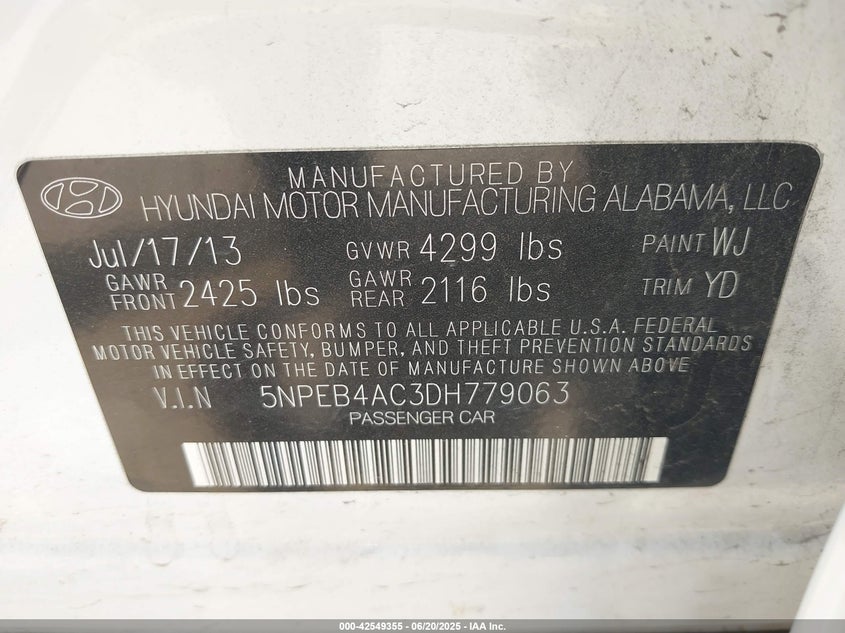 MANUFACTURED BY
HYUNDAI MOTOR MANUFACTURING ALABAMA, LLC
Jul/17/13 GVWR 4299 lbs PAINT WJ
GAWR FRONT 2425 lbs GAWR REAR 2116 lbs TRIM YD
THIS VEHICLE CONFORMS TO ALL APPLICABLE U.S.A. FEDERAL
MOTOR VEHICLE SAFETY, BUMPER, AND THEFT PREVENTION STANDARDS
IN EFFECT ON THE DATE OF MANUFACTURE SHOWN ABOVE
V.I.N 5NPEB4AC3DH779063
PASSENGER CAR
000-42549355 - 06/20/2025 - IAA Inc.